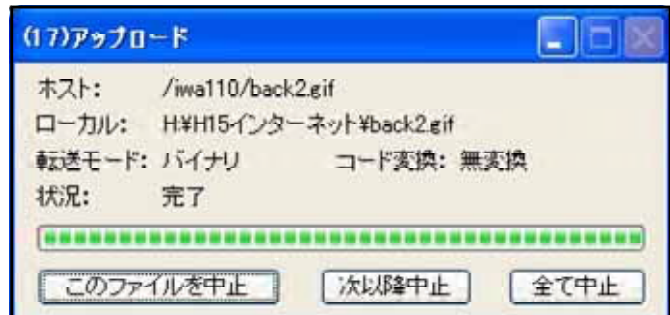 (17)アップロード
ホスト: /iwa110/back2.gif
ローカル: H:¥H15インターネット¥back2.gif
転送モード: バイナリ コード変換: 無変換
状況: 完了
このファイルを中止 次以降中止 全て中止